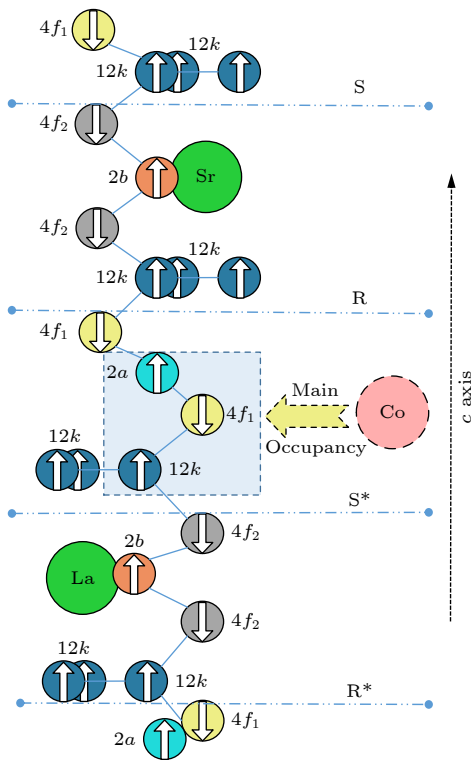 4f₁
12k
12k
S
4f₂
2b
Sr
4f₂
12k
12k
R
4f₁
2a
Main
4f₁
Co
Occupancy
12k
12k
S*
4f₂
2b
La
4f₂
12k
12k
R*
4f₁
2a
c axis